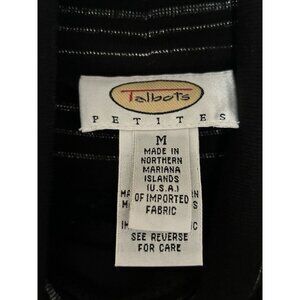 Talbots
PETITES
M
MADE IN
NORTHERN
MARIANA
ISLANDS
(U.S.A.)
OF IMPORTED
FABRIC
SEE REVERSE
FOR CARE